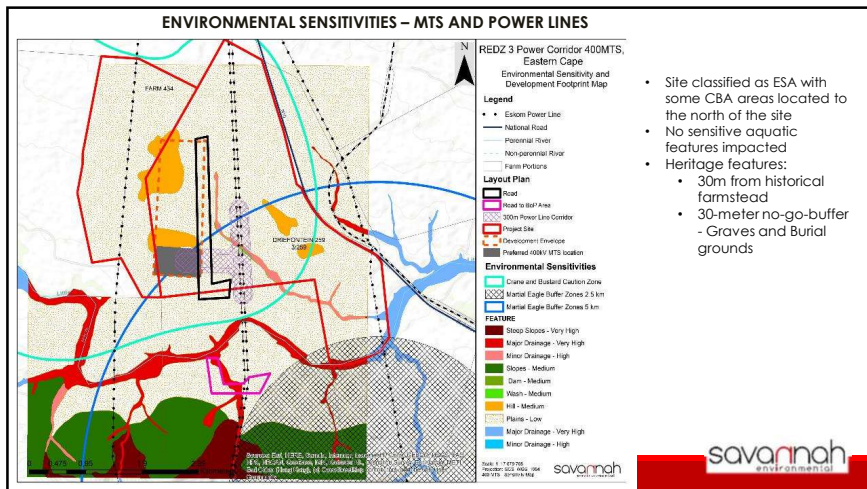 ENVIRONMENTAL SENSITIVITIES – MTS AND POWER LINES
FARM 434
DRIEFONTEIN 259
3/259
N
REDZ 3 Power Corridor 400MTS,
Eastern Cape
Environmental Sensitivity and
Development Footprint Map
Legend
Eskom Power Line
National Road
Perennial River
Non-perennial River
Farm Portions
Layout Plan
Road
Road to BoP Area
300m Power Line Corridor
Project Site
Development Envelope
Preferred 400kV MTS location
Environmental Sensitivities
Crane and Bustard Caution Zone
Martial Eagle Buffer Zones 2.5 km
Martial Eagle Buffer Zones 5 km
FEATURE
Steep Slopes - Very High
Major Drainage - Very High
Minor Drainage - High
Slopes - Medium
Dam - Medium
Wash - Medium
Hill - Medium
Plains - Low
Major Drainage - Very High
Minor Drainage - High
savannah
environmental
• Site classified as ESA with
some CBA areas located to
the north of the site
• No sensitive aquatic
features impacted
• Heritage features:
• 30m from historical
farmstead
• 30-meter no-go-buffer
- Graves and Burial
grounds
savannah
environmental